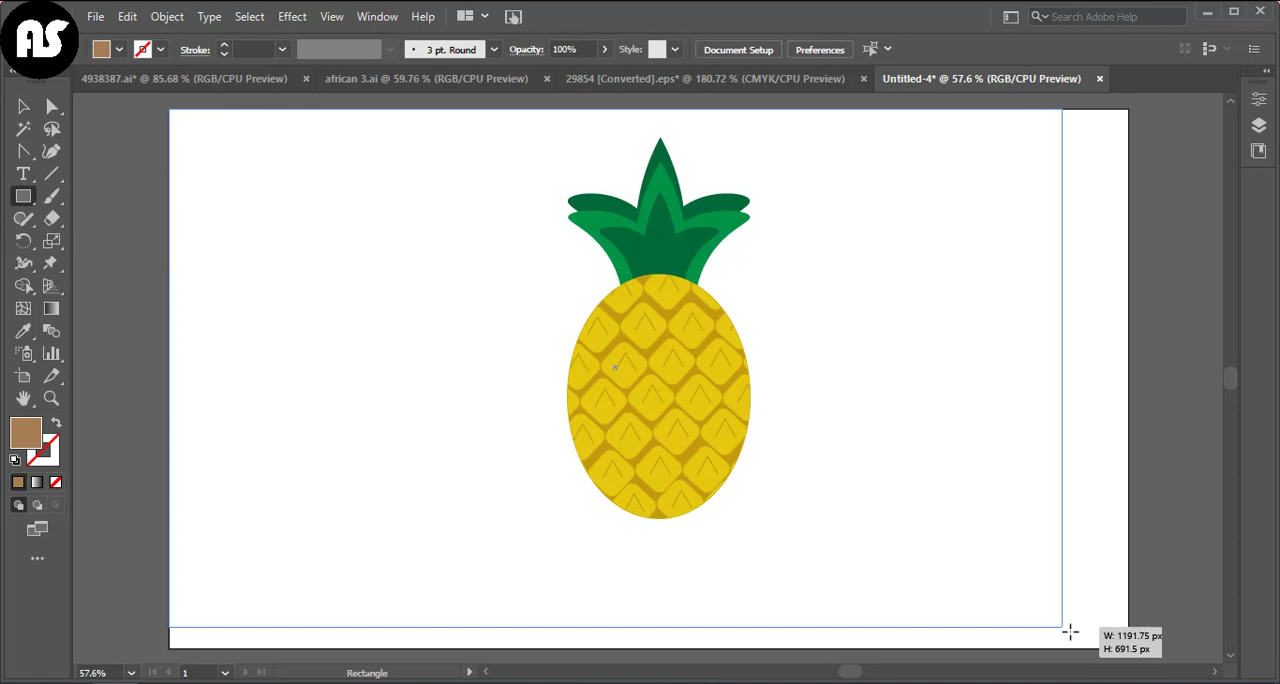 AS
File Edit Object Type Select Effect View Window Help Search Adobe Help
Stroke: 3 pt. Round Opacity: 100% Style: Document Setup Preferences
4938387.ai* @ 85.68 % (RGB/CPU Preview) × african 3.ai @ 59.76 % (RGB/CPU Preview) × 29854 [Converted].eps* @ 180.72 % (CMYK/CPU Preview) × Untitled-4* @ 57.6 % (RGB/CPU Preview) ×
W: 1191.75 px
H: 691.5 px
57.6% 1 Rectangle